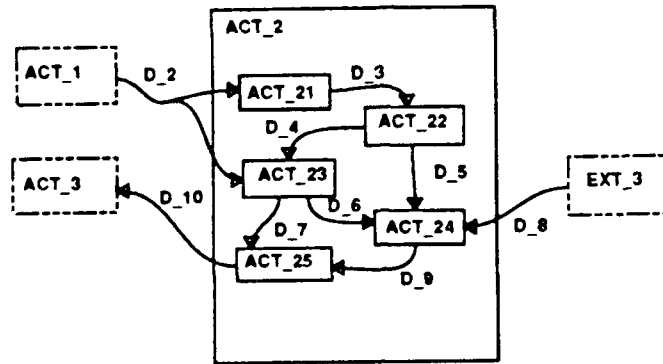 ACT_2
ACT_1
D_2
D_3
ACT_21
ACT_22
D_4
ACT_23
D_5
ACT_3
EXT_3
D_10
D_6
D_7
ACT_24
D_8
ACT_25
D_9